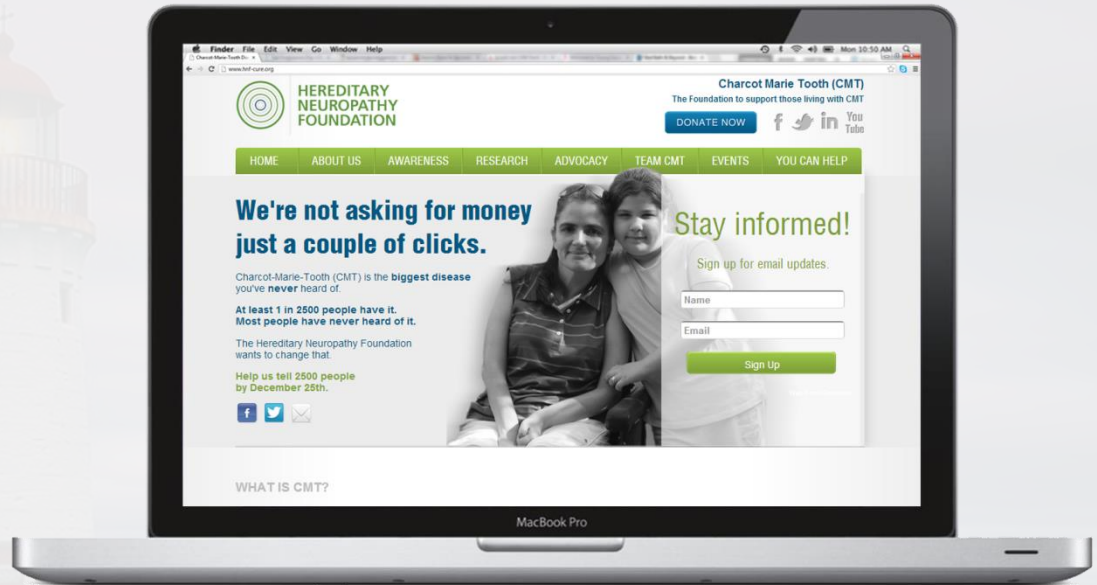 Finder File Edit View Go Window Help
Mon 10:50 AM
www.hnf-cure.org
HEREDITARY
NEUROPATHY
FOUNDATION
Charcot Marie Tooth (CMT)
The Foundation to support those living with CMT
DONATE NOW
You
Tube
HOME ABOUT US AWARENESS RESEARCH ADVOCACY TEAM CMT EVENTS YOU CAN HELP
We're not asking for money
just a couple of clicks.
Charcot-Marie-Tooth (CMT) is the biggest disease
you've never heard of.
At least 1 in 2500 people have it.
Most people have never heard of it.
The Hereditary Neuropathy Foundation
wants to change that.
Help us tell 2500 people
by December 25th.
Stay informed!
Sign up for email updates.
Name
Email
Sign Up
WHAT IS CMT?
MacBook Pro